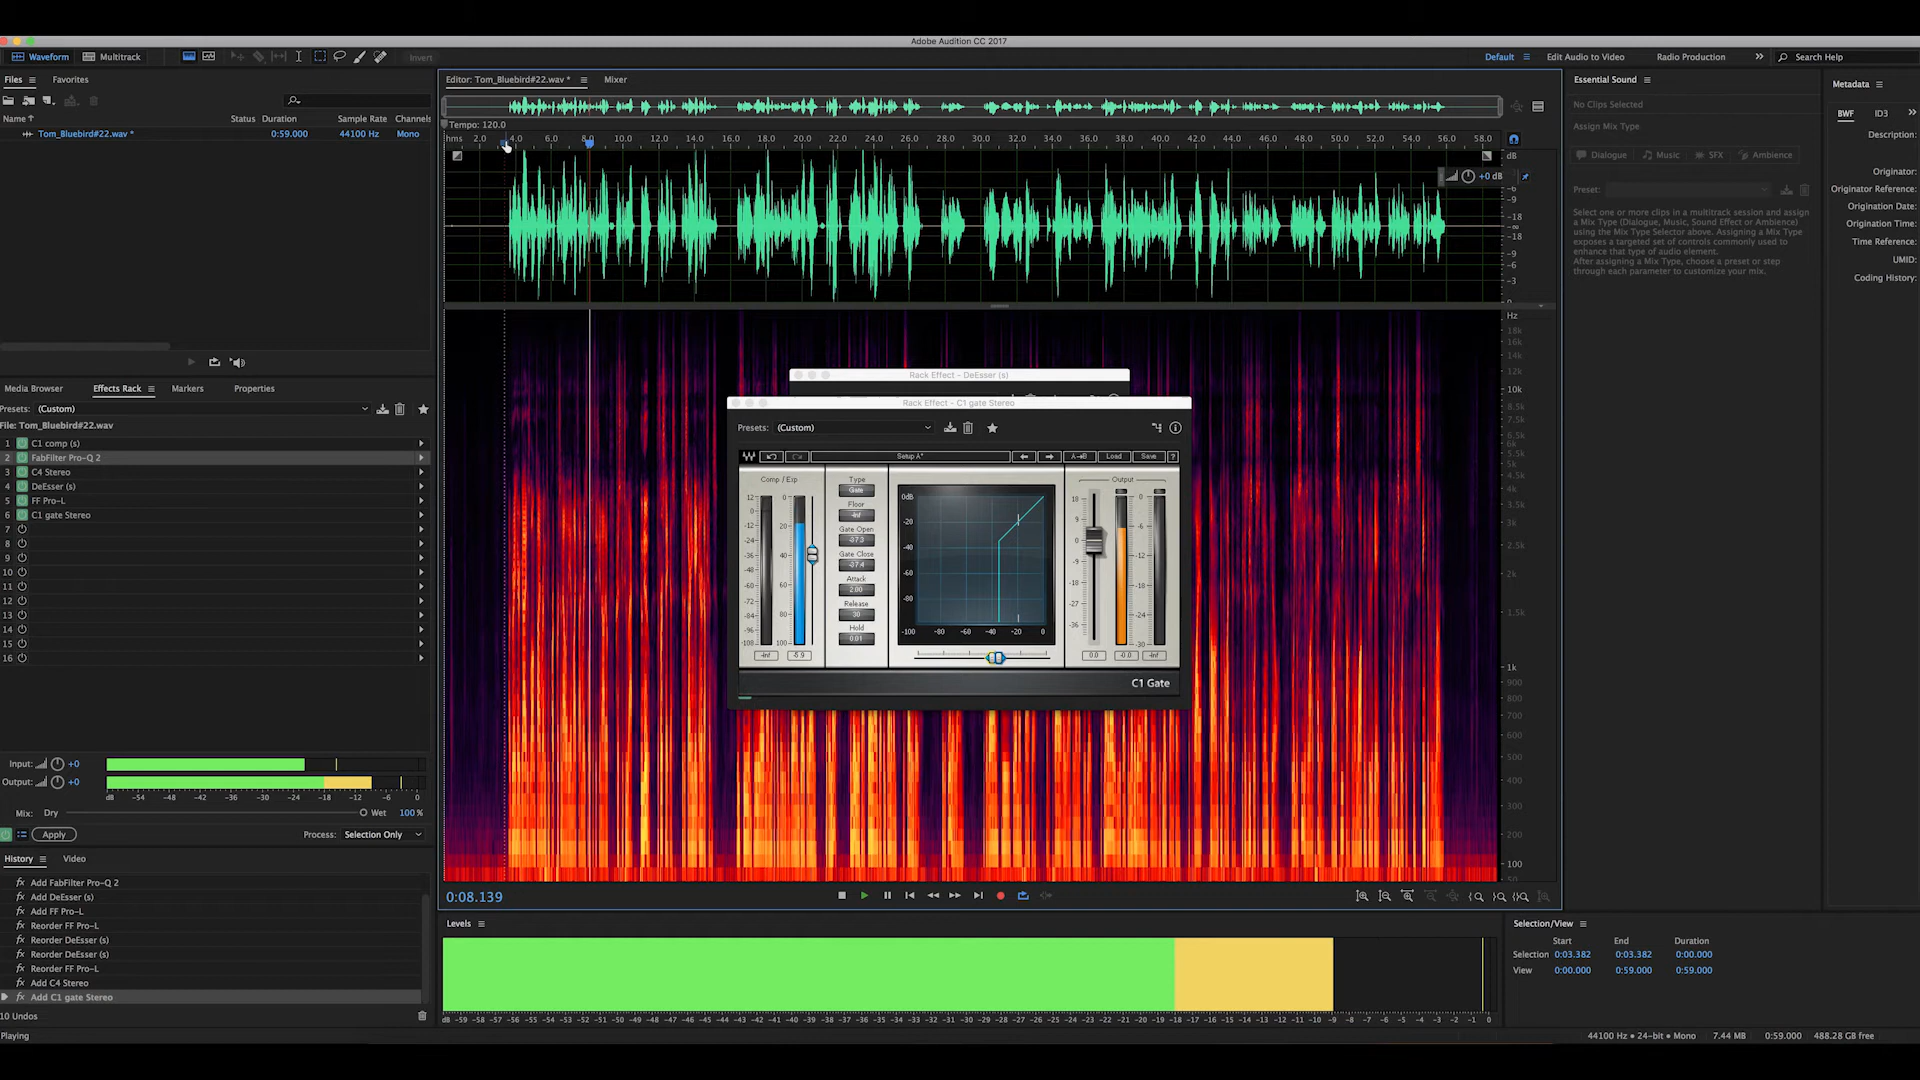 Adobe Audition CC 2017
Waveform Multitrack Invert Default Edit Audio to Video Radio Production Search Help
Files Favorites
Name Status Duration Sample Rate Channels
Tom_Bluebird#22.wav * 0:59.000 44100 Hz Mono
Media Browser Effects Rack Markers Properties
Presets: (Custom)
File: Tom_Bluebird#22.wav
1 C1 comp (s)
2 FabFilter Pro-Q 2
3 C4 Stereo
4 DeEsser (s)
5 FF Pro-L
6 C1 gate Stereo
7
8
9
10
11
12
13
14
15
16
Input: +0
Output: +0
dB -54 -48 -42 -36 -30 -24 -18 -12 -6 0
Mix: Dry Wet 100 %
Apply Process: Selection Only
History Video
fx Add FabFilter Pro-Q 2
fx Add DeEsser (s)
fx Add FF Pro-L
fx Reorder FF Pro-L
fx Reorder DeEsser (s)
fx Reorder DeEsser (s)
fx Reorder FF Pro-L
fx Add C4 Stereo
fx Add C1 gate Stereo
10 Undos
Playing
Editor: Tom_Bluebird#22.wav * Mixer
Tempo: 120.0
hms 2.0 4.0 6.0 10.0 12.0 14.0 16.0 18.0 20.0 22.0 24.0 26.0 28.0 30.0 32.0 34.0 36.0 38.0 40.0 42.0 44.0 46.0 48.0 50.0 52.0 54.0 56.0 58.0
dB
+0 dB
-9
-18
-∞
-18
-9
-6
-3
Hz
18k
16k
14k
10k
8.5k
2k
1.5k
1k
900
800
700
600
500
400
300
200
100
Rack Effect - DeEsser (s)
Rack Effect - C1 gate Stereo
Presets: (Custom)
Setup A* A→B Load Save ?
Comp / Exp Type Output
Gate
Floor
-Inf
Gate Open
-37.3
Gate Close
-37.4
Attack
2.00
Release
30
Hold
0.01
12
0
-12
-24
-36
-48
-60
-72
-84
-96
-108
0
20
40
60
80
100
-Inf -5.9
0dB
-20
-40
-60
-80
-100 -80 -60 -40 -20 0
18
9
0
-9
-18
-27
-36
0
-6
-12
-18
-24
-30
0.0 -0.0 -Inf
C1 Gate
0:08.139
Levels
dB -59 -58 -57 -56 -55 -54 -53 -52 -51 -50 -49 -48 -47 -46 -45 -44 -43 -42 -41 -40 -39 -38 -37 -36 -35 -34 -33 -32 -31 -30 -29 -28 -27 -26 -25 -24 -23 -22 -21 -20 -19 -18 -17 -16 -15 -14 -13 -12 -11 -10 -9 -8 -7 -6 -5 -4 -3 -2 -1 0
Essential Sound
No Clips Selected
Assign Mix Type
Dialogue Music SFX Ambience
Preset:
Select one or more clips in a multitrack session and assign
a Mix Type (Dialogue, Music, Sound Effect or Ambience)
using the Mix Type Selector above. Assigning a Mix Type
exposes a targeted set of controls commonly used to
enhance that type of audio element.
After assigning a Mix Type, choose a preset or step
through each parameter to customize your mix.
Metadata
BWF ID3
Description:
Originator:
Originator Reference:
Origination Date:
Origination Time:
Time Reference:
UMID:
Coding History:
Selection/View
Start End Duration
Selection 0:03.382 0:03.382 0:00.000
View 0:00.000 0:59.000 0:59.000
44100 Hz • 24-bit • Mono 7.44 MB 0:59.000 488.28 GB free